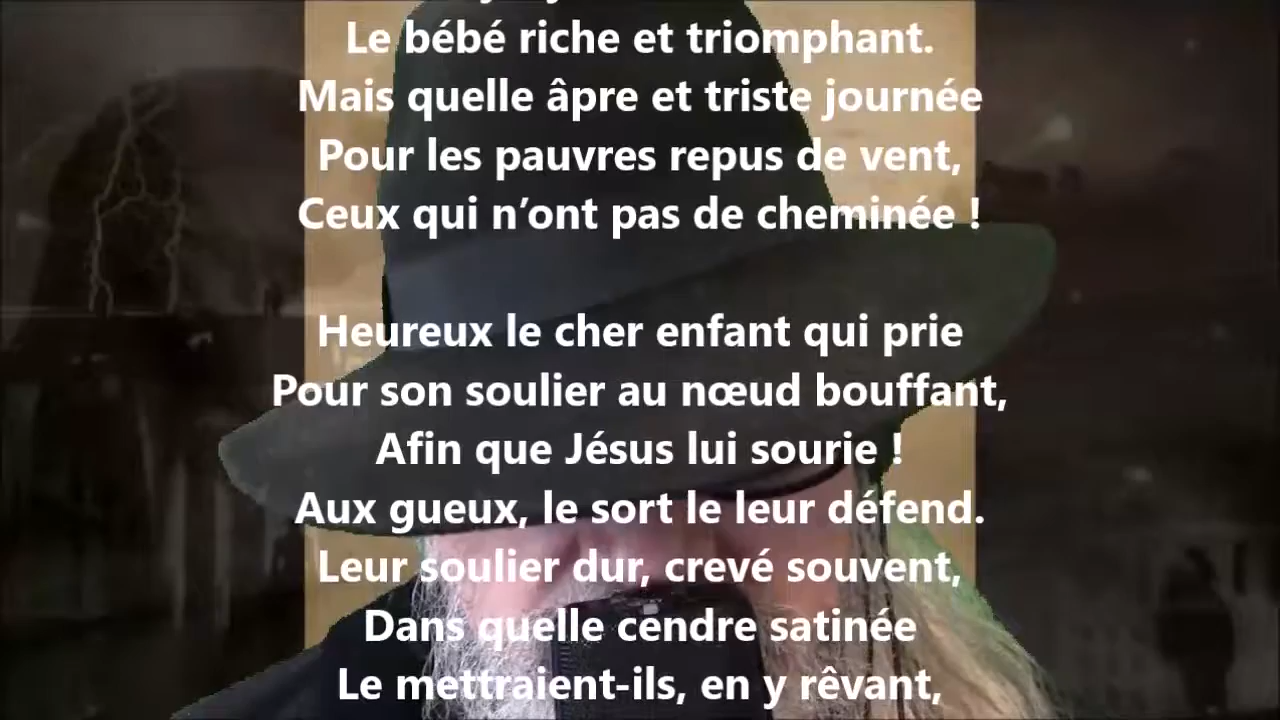 Le bébé riche et triomphant.
Mais quelle âpre et triste journée
Pour les pauvres repus de vent,
Ceux qui n’ont pas de cheminée !
Heureux le cher enfant qui prie
Pour son soulier au nœud bouffant,
Afin que Jésus lui sourie !
Aux gueux, le sort le leur défend.
Leur soulier dur, crevé souvent,
Dans quelle cendre satinée
Le mettraient-ils, en y rêvant,